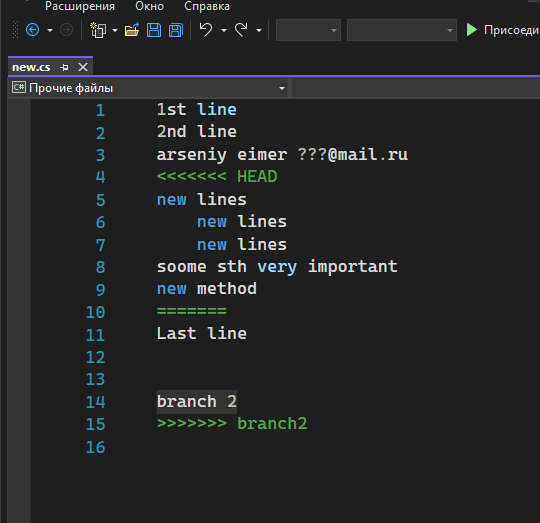 Расширения Окно Справка
Присоеди
new.cs
C# Прочие файлы
1 1st line
2 2nd line
3 arseniy eimer ???@mail.ru
4 <<<<<<< HEAD
5 new lines
6 new lines
7 new lines
8 soome sth very important
9 new method
10 =======
11 Last line
12
13
14 branch 2
15 >>>>>>> branch2
16